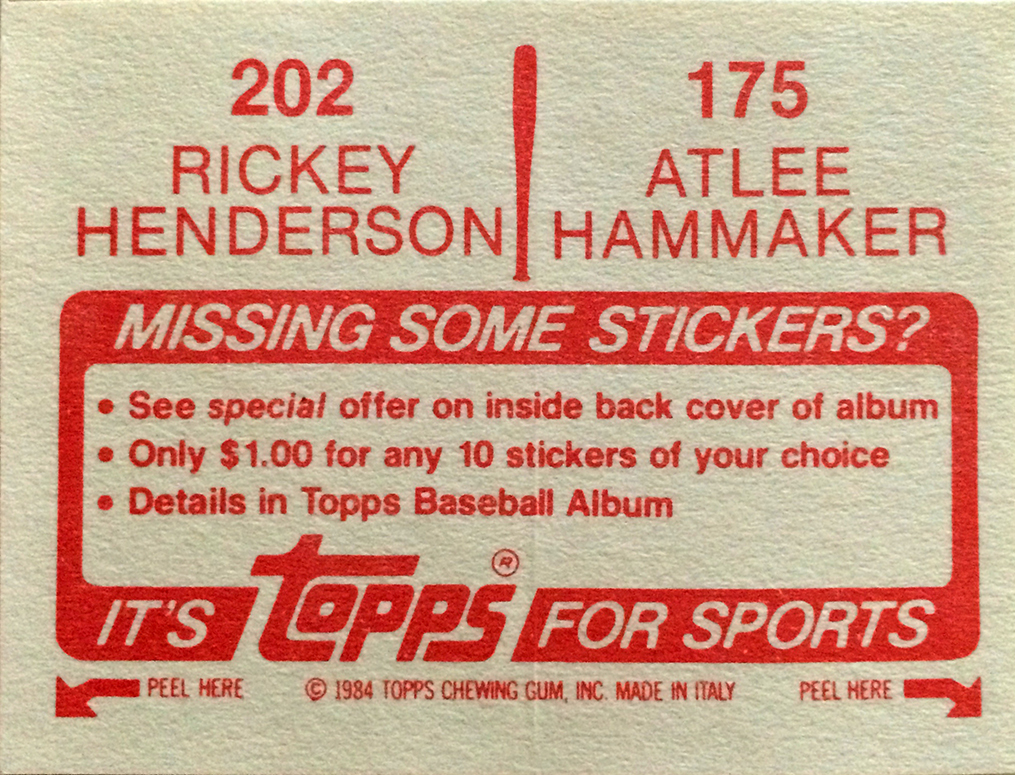 202
RICKEY
HENDERSON
175
ATLEE
HAMMAKER
MISSING SOME STICKERS?
• See special offer on inside back cover of album
• Only $1.00 for any 10 stickers of your choice
• Details in Topps Baseball Album
IT'S topps® FOR SPORTS
PEEL HERE © 1984 TOPPS CHEWING GUM, INC. MADE IN ITALY PEEL HERE